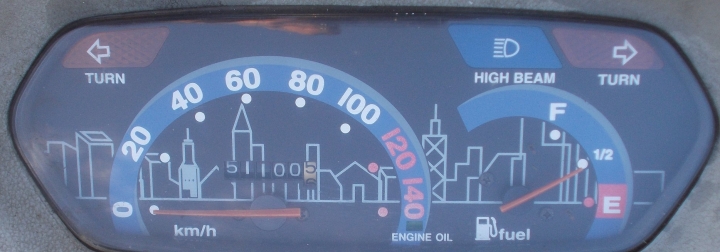 TURN
HIGH BEAM
TURN
0
20
40
60
80
100
120
140
F
1/2
E
km/h
ENGINE OIL
fuel